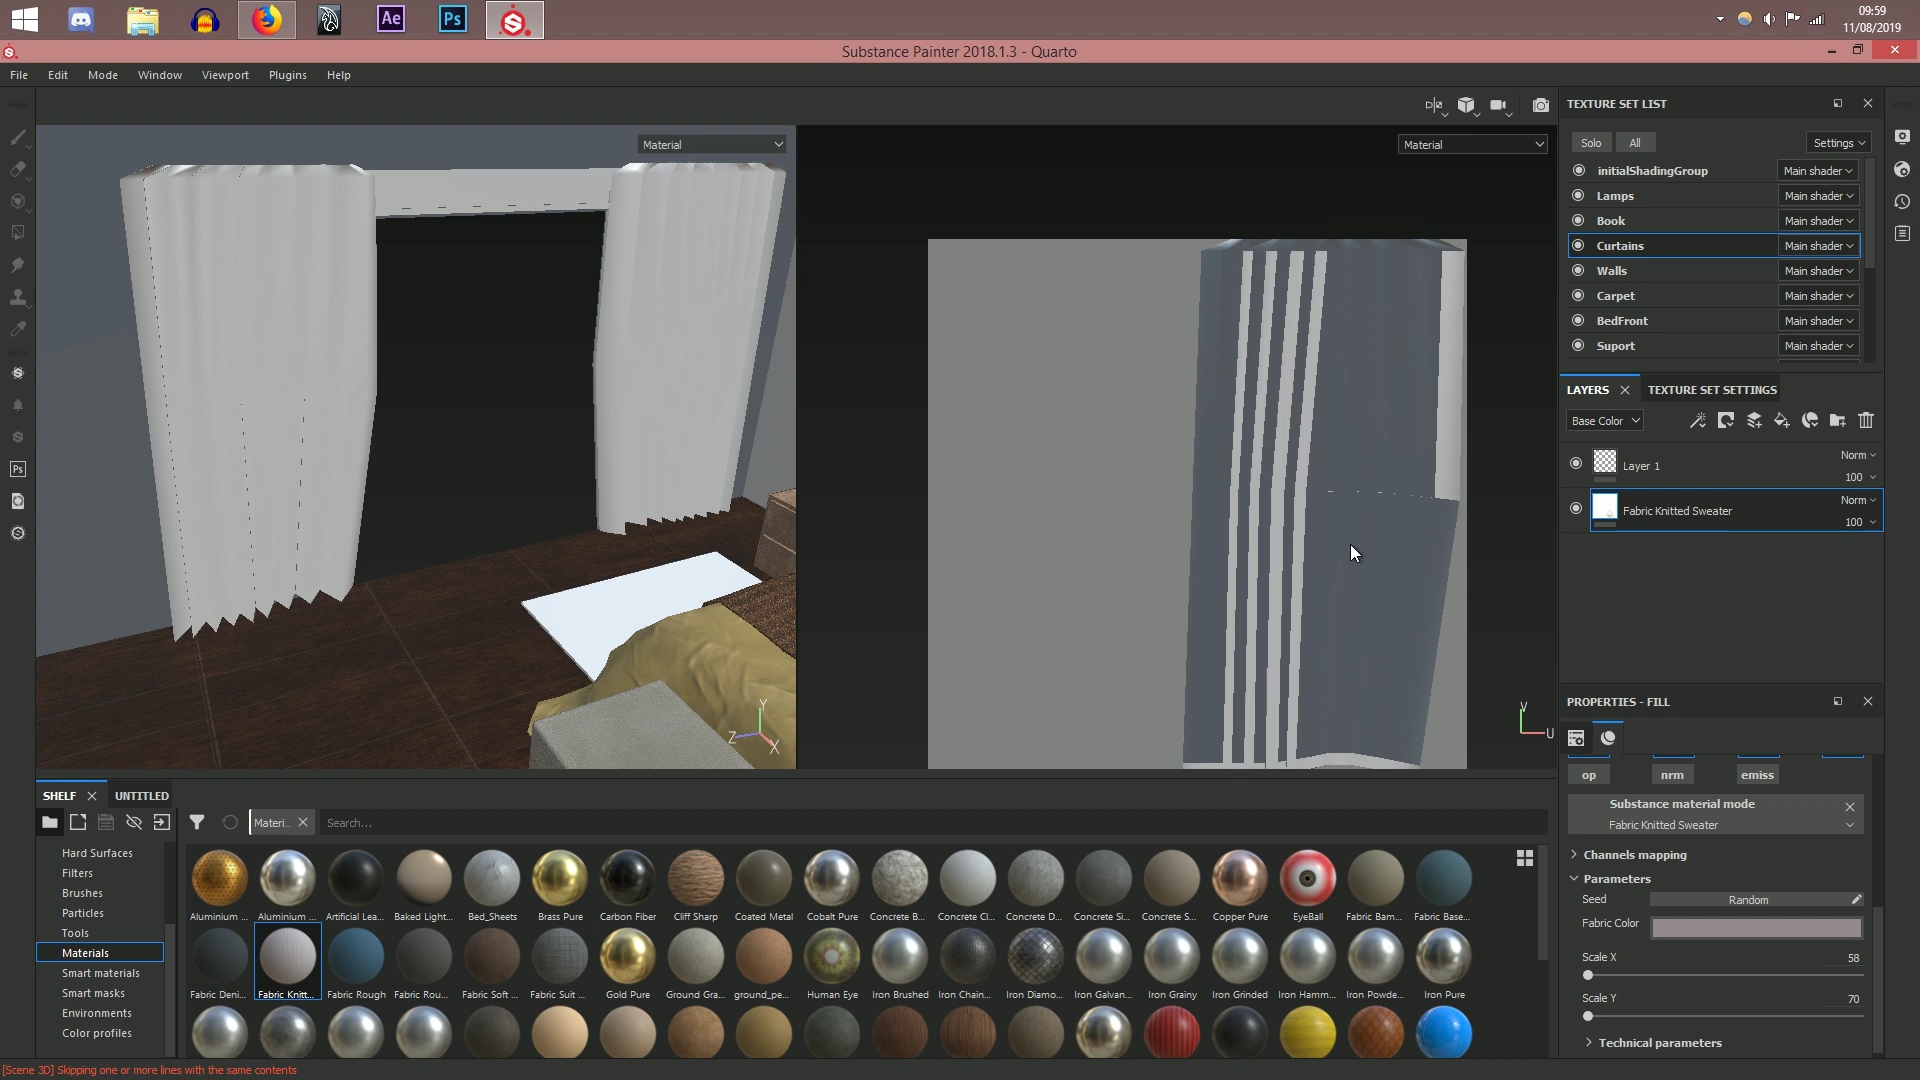 Ae
Ps
09:59
11/08/2019
Substance Painter 2018.1.3 - Quarto
File Edit Mode Window Viewport Plugins Help
Material
Material
TEXTURE SET LIST
Solo All Settings
initialShadingGroup Main shader
Lamps Main shader
Book Main shader
Curtains Main shader
Walls Main shader
Carpet Main shader
BedFront Main shader
Suport Main shader
LAYERS TEXTURE SET SETTINGS
Base Color
Layer 1 Norm
100
Fabric Knitted Sweater Norm
100
Ps
Y
Z
X
V
U
PROPERTIES - FILL
op nrm emiss
Substance material mode
Fabric Knitted Sweater
Channels mapping
Parameters
Seed Random
Fabric Color
Scale X 58
Scale Y 70
Technical parameters
SHELF UNTITLED
Materi.. Search...
Hard Surfaces
Filters
Brushes
Particles
Tools
Materials
Smart materials
Smart masks
Environments
Color profiles
Aluminium ... Aluminium ... Artificial Lea... Baked Light... Bed_Sheets Brass Pure Carbon Fiber Cliff Sharp Coated Metal Cobalt Pure Concrete B... Concrete Cl... Concrete D... Concrete Si... Concrete S... Copper Pure EyeBall Fabric Bam... Fabric Base...
Fabric Deni... Fabric Knitt... Fabric Rough Fabric Rou... Fabric Soft ... Fabric Suit ... Gold Pure Ground Gra... ground_pe... Human Eye Iron Brushed Iron Chain... Iron Diamo... Iron Galvan... Iron Grainy Iron Grinded Iron Hamm... Iron Powde... Iron Pure
[Scene 3D] Skipping one or more lines with the same contents